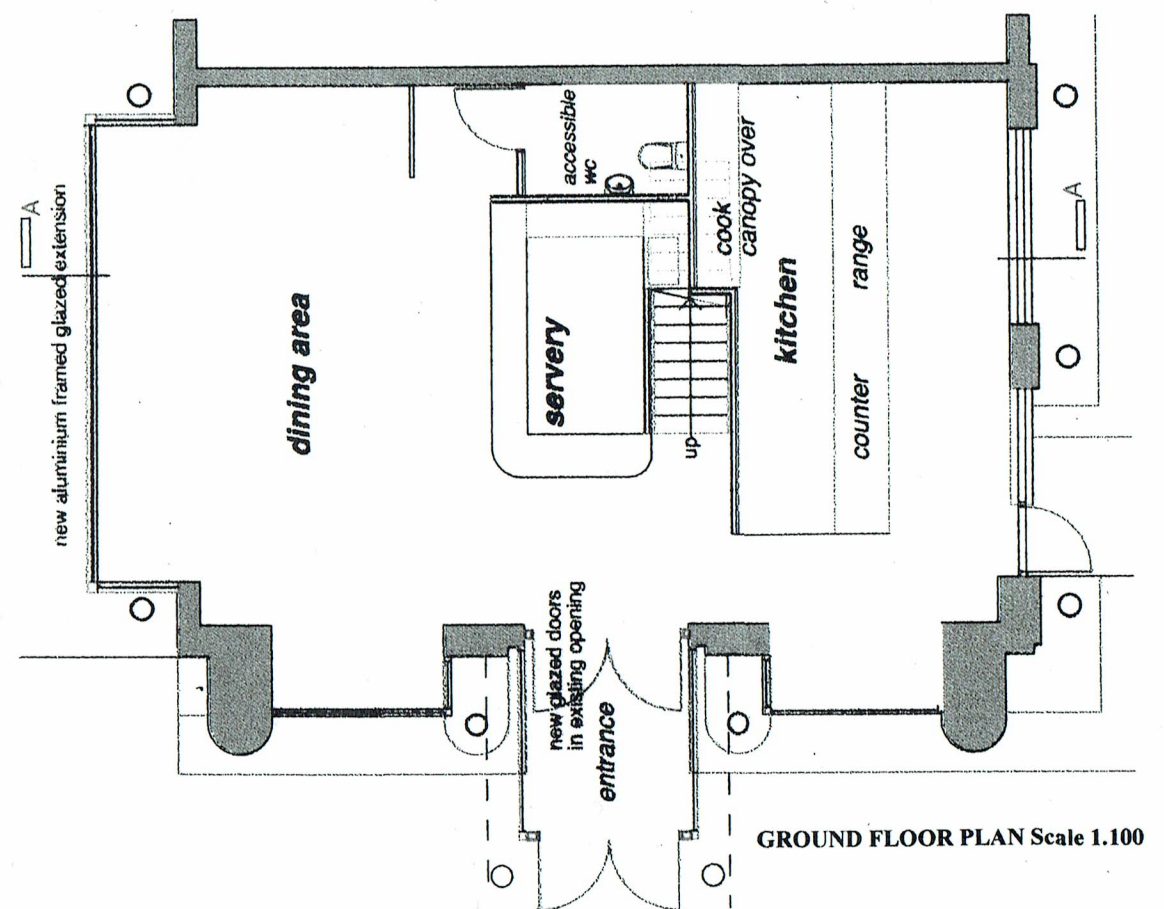 A
new aluminium framed glazed extension
dining area
accessible
wc
servery
up
cook
canopy over
kitchen
counter range
A
new glazed doors
in existing opening
entrance
GROUND FLOOR PLAN Scale 1.100